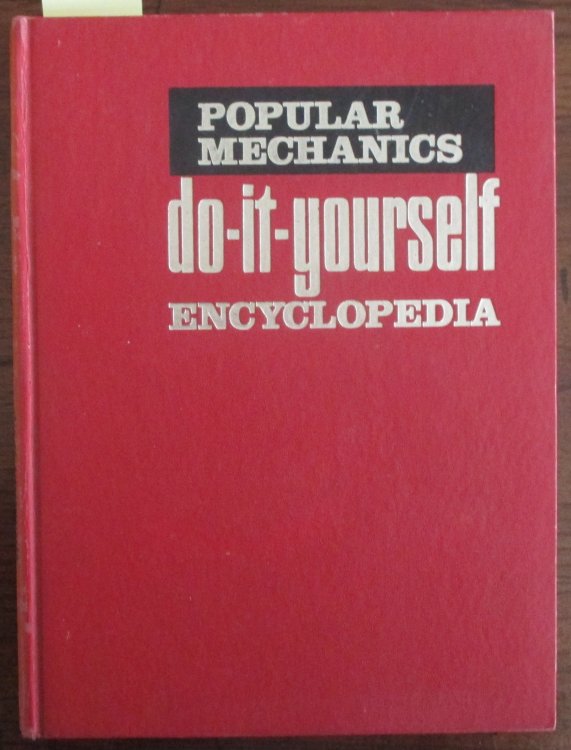 POPULAR
MECHANICS
do-it-yourself
ENCYCLOPEDIA